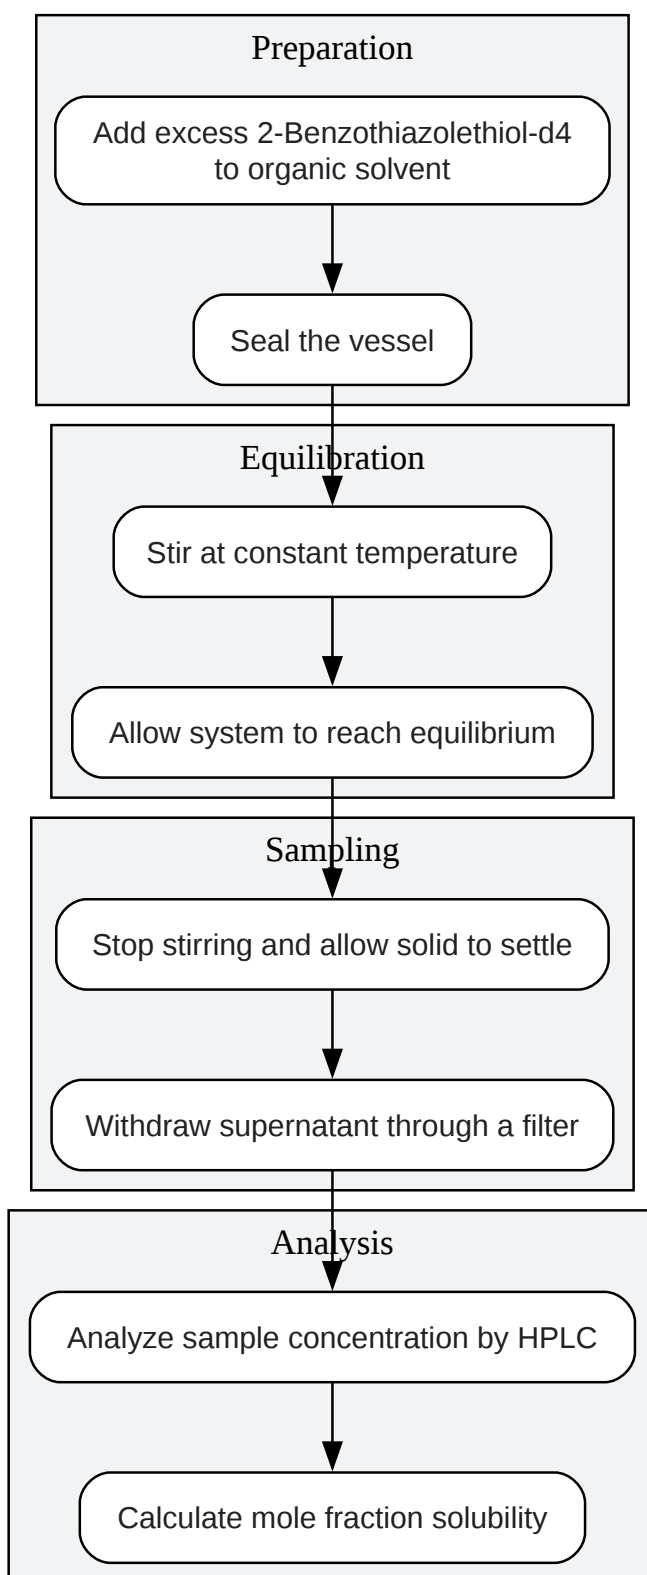 Preparation
Add excess 2-Benzothiazolethiol-d4
to organic solvent
Seal the vessel
Equilibration
Stir at constant temperature
Allow system to reach equilibrium
Sampling
Stop stirring and allow solid to settle
Withdraw supernatant through a filter
Analysis
Analyze sample concentration by HPLC
Calculate mole fraction solubility